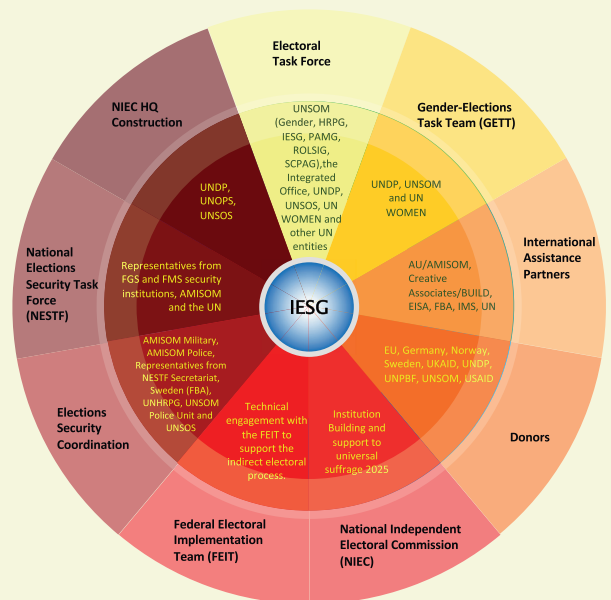 Electoral
Task Force
UNSOM
(Gender, HRPG,
IESG, PAMG,
ROLSIG,
SCPAG),the
Integrated
Office, UNDP,
UNSOS, UN
WOMEN and
other UN
entities
Gender-Elections
Task Team (GETT)
UNDP, UNSOM
and UN
WOMEN
International
Assistance
Partners
AU/AMISOM,
Creative
Associates/BUILD,
EISA, FBA, IMS, UN
Donors
EU, Germany, Norway,
Sweden, UKAID, UNDP,
UNPBF, UNSOM, USAID
National Independent
Electoral Commission
(NIEC)
Institution
Building and
support to
universal
suffrage 2025
Federal Electoral
Implementation
Team (FEIT)
Technical
engagement with
the FEIT to
support the
indirect electoral
process.
Elections
Security
Coordination
AMISOM Military,
AMISOM Police,
Representatives from
NESTF Secretariat,
Sweden (FBA),
UNHRPG, UNSOM
Police Unit and
UNSOS
National
Elections
Security Task
Force
(NESTF)
Representatives from
FGS and FMS security
institutions, AMISOM
and the UN
NIEC HQ
Construction
UNDP,
UNOPS,
UNSOS
IESG